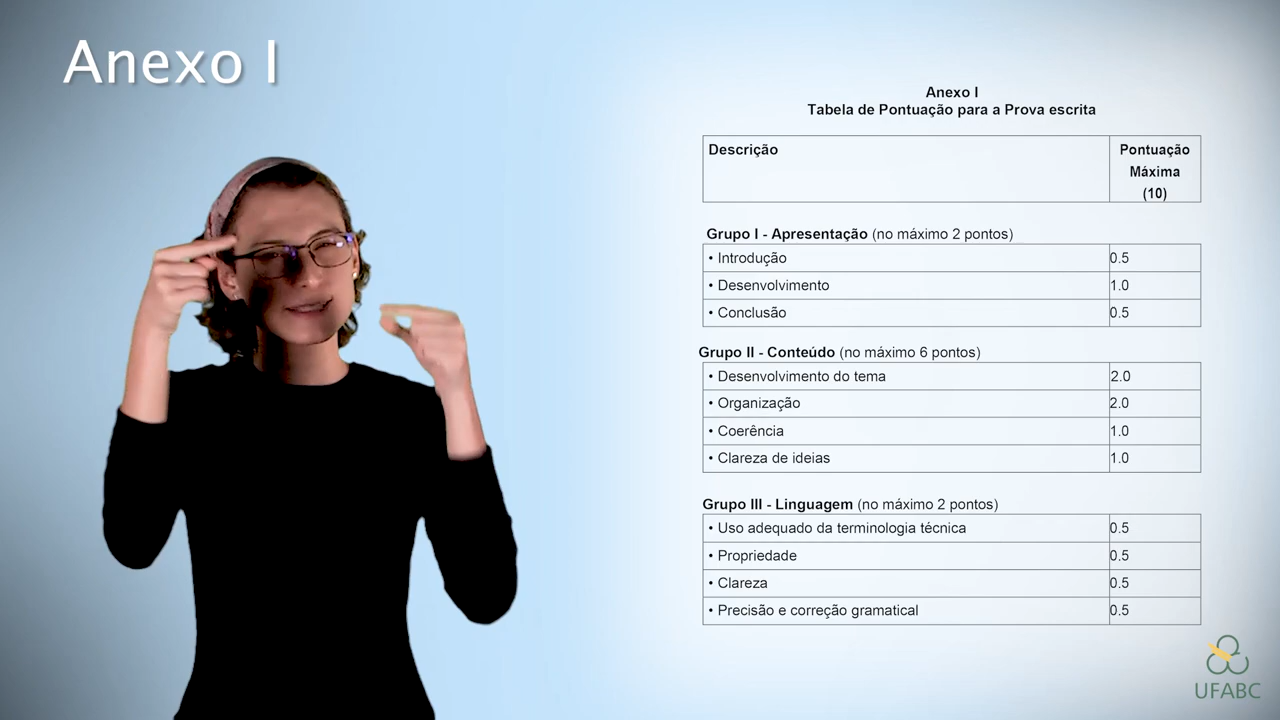 Anexo I
Anexo I
Tabela de Pontuação para a Prova escrita
Descrição
Pontuação
Máxima
(10)
Grupo I - Apresentação (no máximo 2 pontos)
• Introdução 0.5
• Desenvolvimento 1.0
• Conclusão 0.5
Grupo II - Conteúdo (no máximo 6 pontos)
• Desenvolvimento do tema 2.0
• Organização 2.0
• Coerência 1.0
• Clareza de ideias 1.0
Grupo III - Linguagem (no máximo 2 pontos)
• Uso adequado da terminologia técnica 0.5
• Propriedade 0.5
• Clareza 0.5
• Precisão e correção gramatical 0.5
UFABC